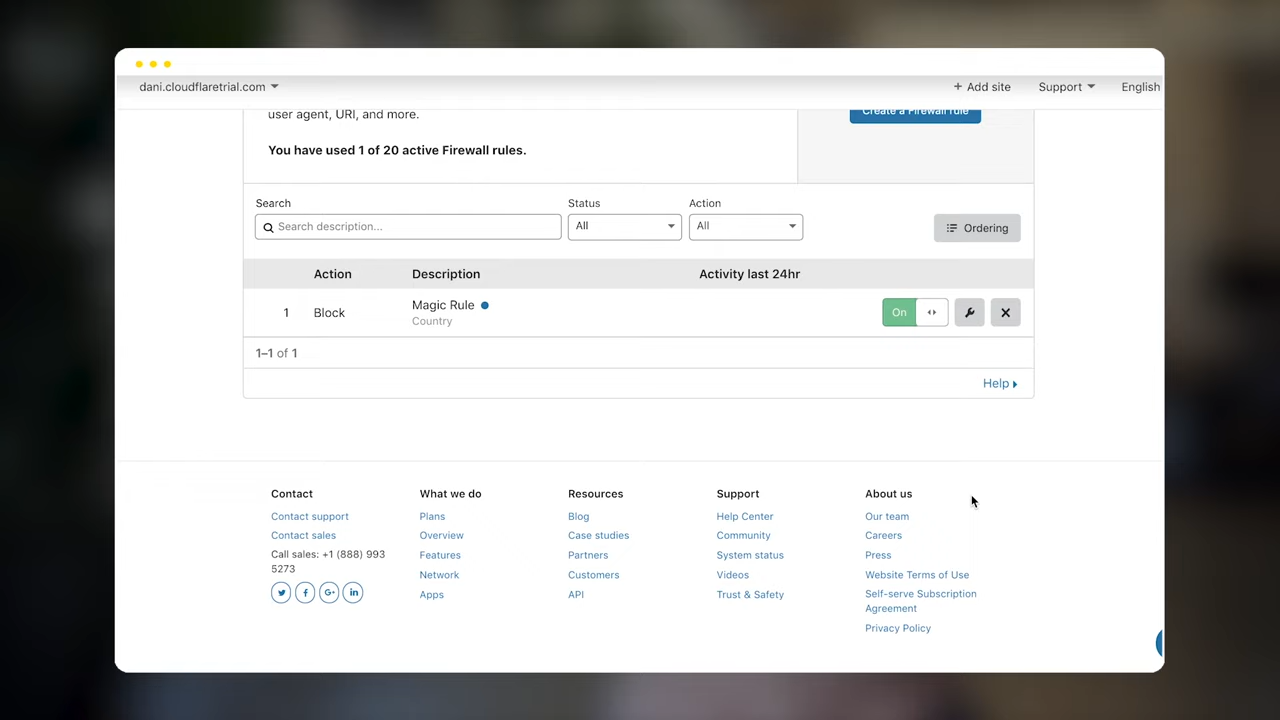 dani.cloudflaretrial.com
+ Add site
Support
English
user agent, URI, and more.
Create a Firewall rule
You have used 1 of 20 active Firewall rules.
Search
Status
Action
Search description...
All
All
Ordering
Action
Description
Activity last 24hr
1
Block
Magic Rule
Country
On
1–1 of 1
Help
Contact
Contact support
Contact sales
Call sales: +1 (888) 993
5273
What we do
Plans
Overview
Features
Network
Apps
Resources
Blog
Case studies
Partners
Customers
API
Support
Help Center
Community
System status
Videos
Trust & Safety
About us
Our team
Careers
Press
Website Terms of Use
Self-serve Subscription
Agreement
Privacy Policy